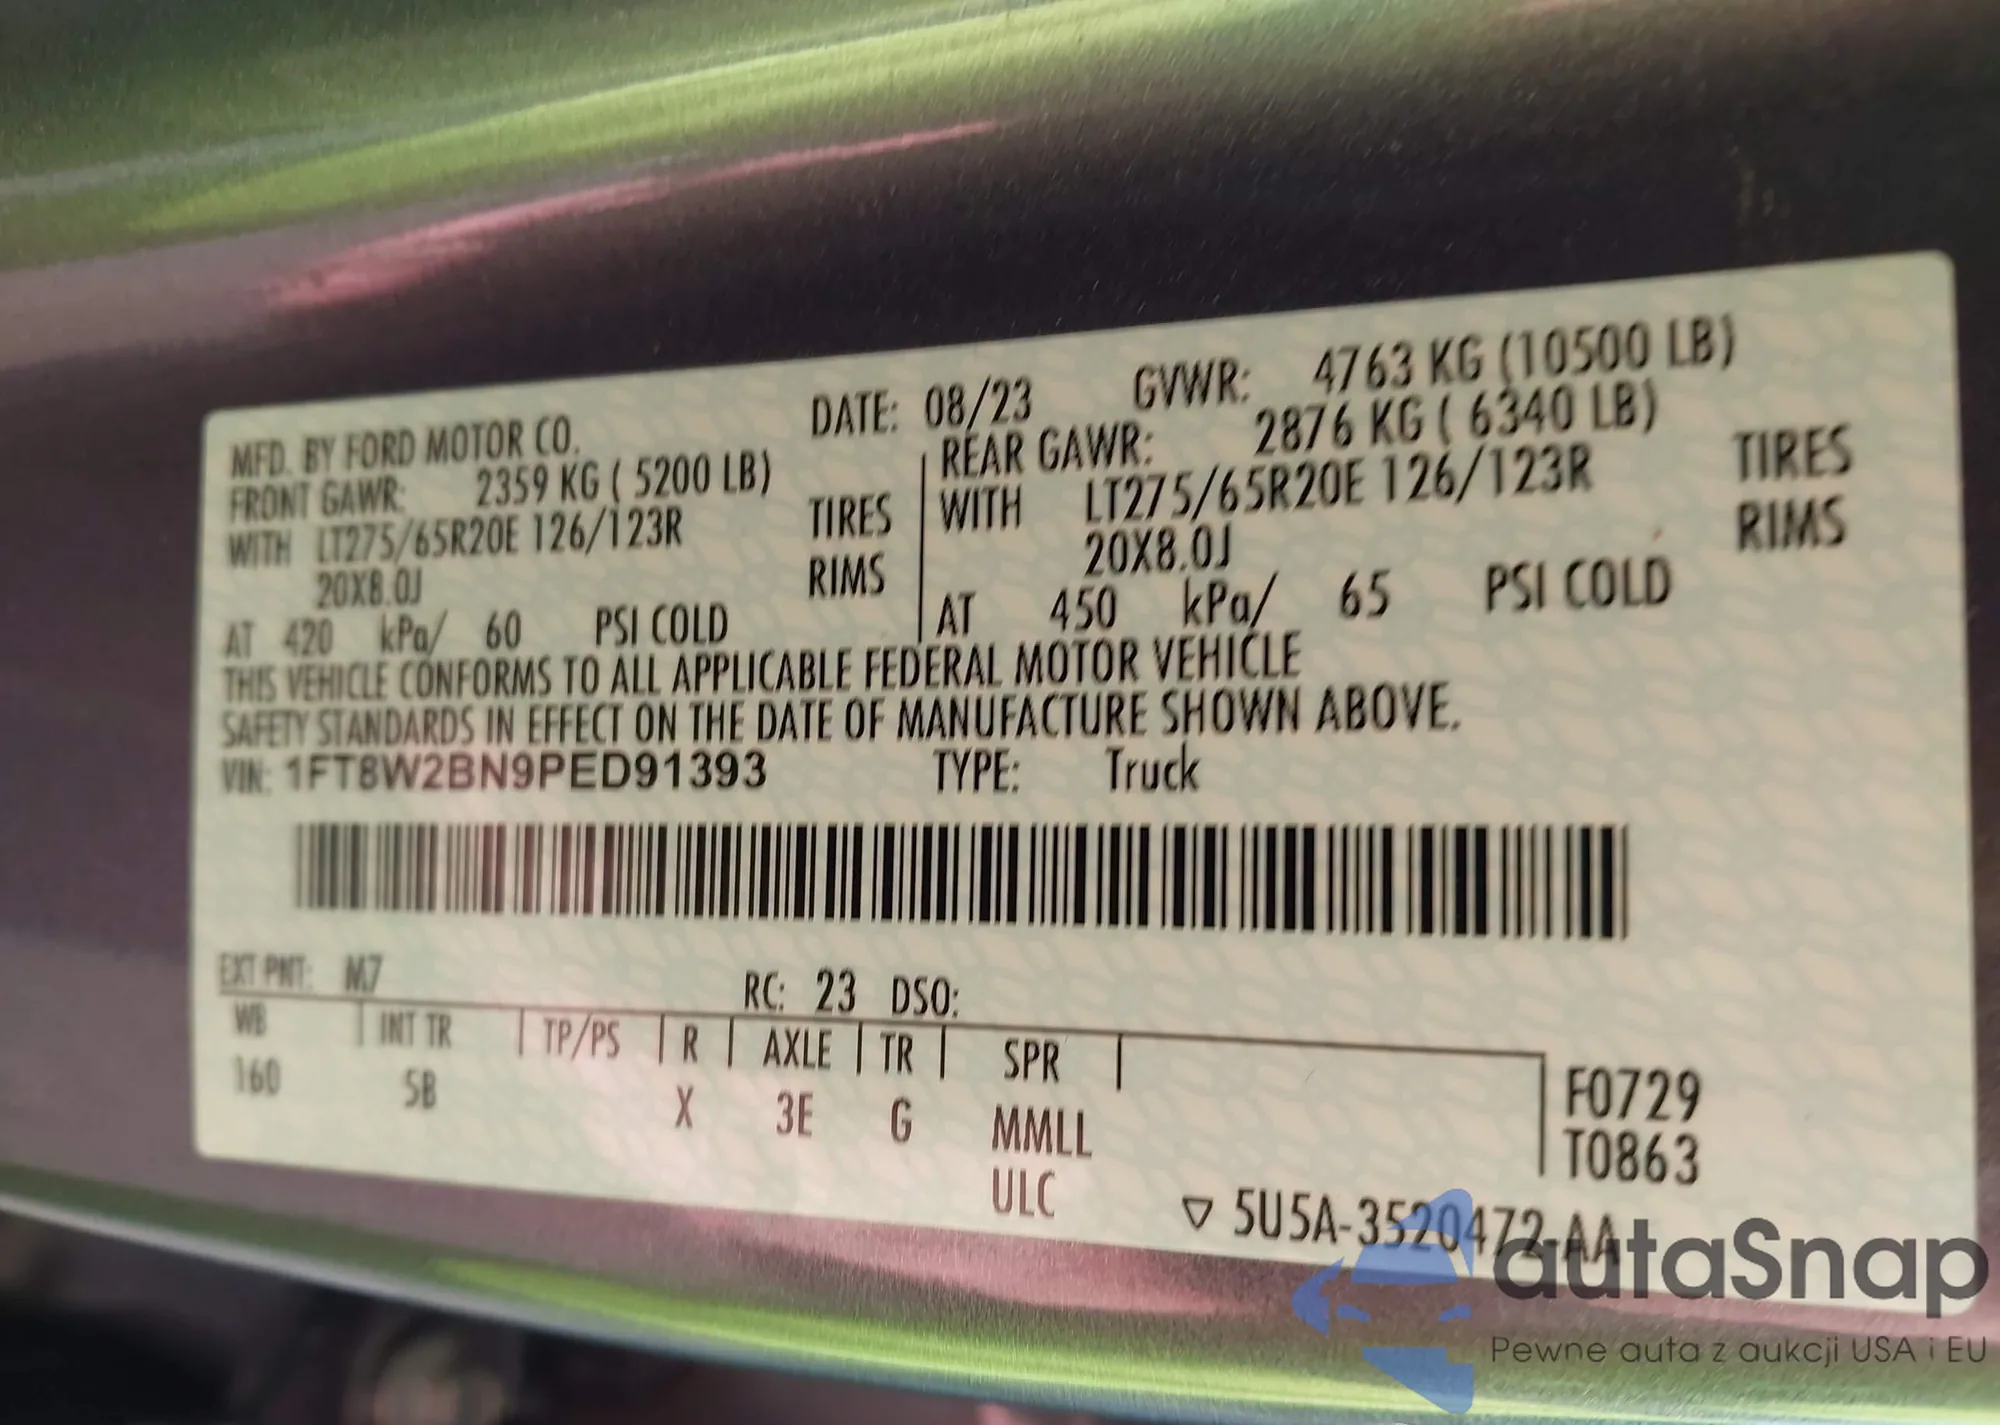 MFD. BY FORD MOTOR CO. DATE: 08/23 GVWR: 4763 KG (10500 LB)
FRONT GAWR: 2359 KG ( 5200 LB) REAR GAWR: 2876 KG ( 6340 LB)
WITH LT275/65R20E 126/123R TIRES WITH LT275/65R20E 126/123R TIRES
20X8.0J RIMS 20X8.0J RIMS
AT 420 kPa/ 60 PSI COLD AT 450 kPa/ 65 PSI COLD
THIS VEHICLE CONFORMS TO ALL APPLICABLE FEDERAL MOTOR VEHICLE
SAFETY STANDARDS IN EFFECT ON THE DATE OF MANUFACTURE SHOWN ABOVE.
VIN: 1FT8W2BN9PED91393 TYPE: Truck
EXT PNT: M7 RC: 23 DSO:
WB INT TR TP/PS R AXLE TR SPR
160 5B X 3E G MMLL F0729
ULC T0863
▽ 5U5A-3520472-AA
autaSnap
Pewne auta z aukcji USA i EU